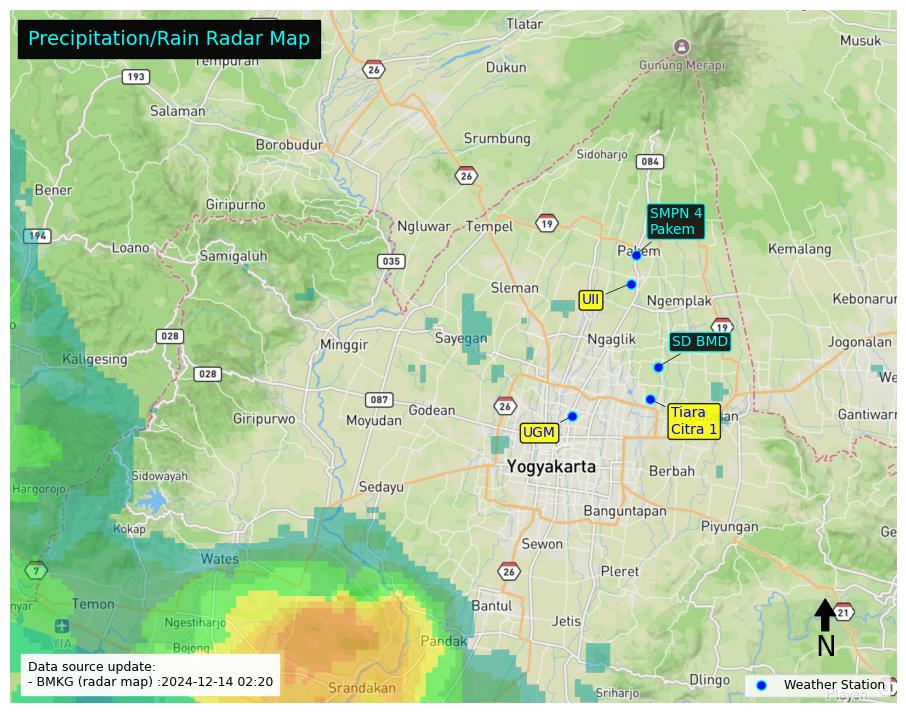 Precipitation/Rain Radar Map
Tlatar
Musuk
Tempuran
26
193
Dukun
Gunung Merapi
Salaman
Borobudur
Srumbung
Sidoharjo
084
26
Bener
Giripurno
SMPN 4
Pakem
194
Loano
Samigaluh
Ngluwar
Tempel
19
Pakem
Kemalang
035
Sleman
UII
Ngemplak
19
028
Kaligesing
Minggir
Sayegan
Ngaglik
SD BMD
Jogonalan
028
087
Godean
26
Giripurwo
Moyudan
UGM
Tiara
Citra 1
Gantiwarn
Yogyakarta
Hargorojo
Sidowayah
Sedayu
Berbah
Kokap
Banguntapan
Piyungan
Sewon
7
Wates
26
Pleret
Temon
Bantul
21
Ngestiharjo
Jetis
YIA
Bojong
Pandak
N
Data source update:
- BMKG (radar map) :2024-12-14 02:20
Srandakan
Dlingo
Sriharjo
Weather Station